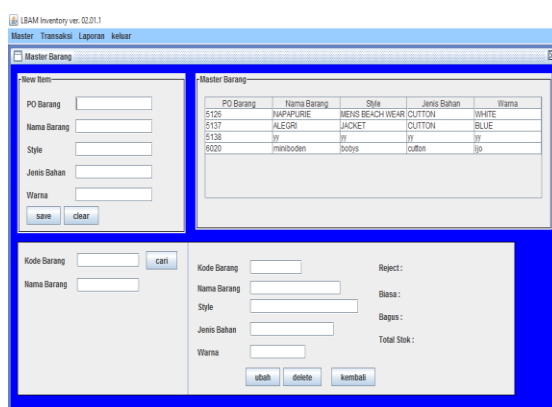 LBAM Inventory ver. 02.01.1
Master Transaksi Laporan keluar
Master Barang
New Item
PO Barang
Nama Barang
Style
Jenis Bahan
Warna
save clear
Master Barang
PO Barang Nama Barang Style Jenis Bahan Warna
5126 NAPAPURIE MENS BEACH WEAR CUTTON WHITE
5137 ALEGRI JACKET CUTTON BLUE
5138 yy yy yy yy
6020 miniboden bobys cutton ijo
Kode Barang cari
Nama Barang
Kode Barang Reject :
Nama Barang Biasa :
Style Bagus :
Jenis Bahan Total Stok :
Warna
ubah delete kembali